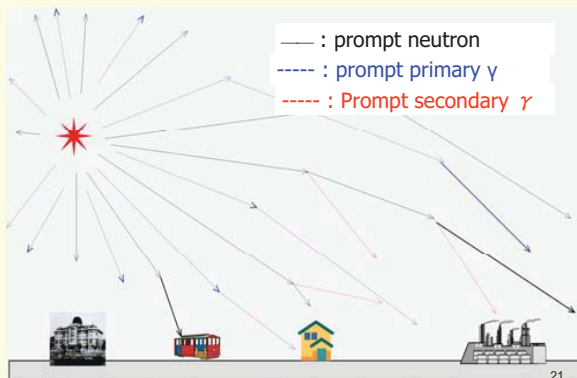 —— : prompt neutron
----- : prompt primary γ
----- : Prompt secondary γ
21